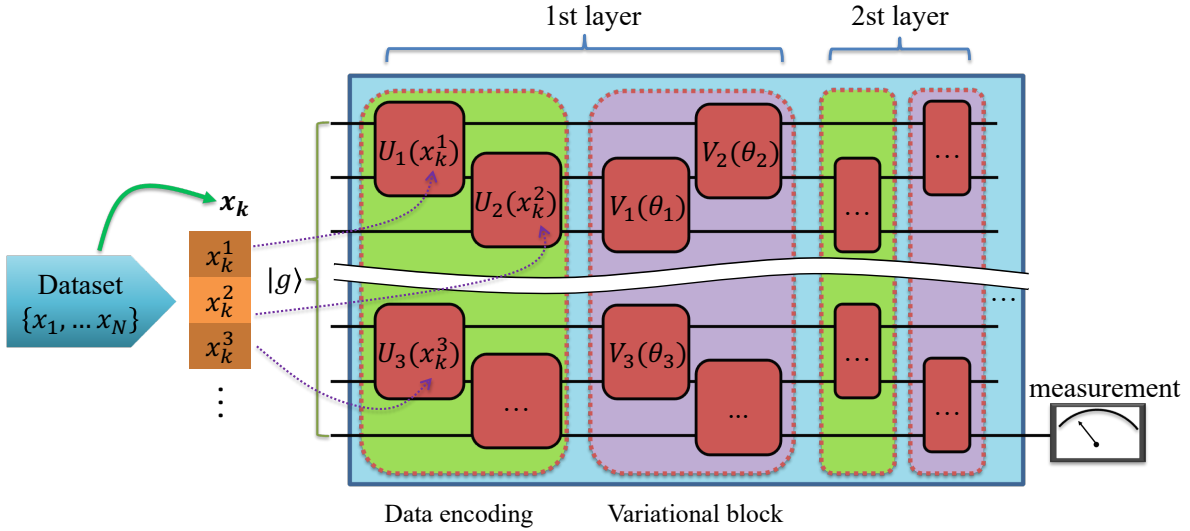 1st layer
2st layer
x_k
Dataset
{x_1, … x_N}
x_k^1
x_k^2
x_k^3
⋮
|g⟩
U_1(x_k^1)
U_2(x_k^2)
V_1(θ_1)
V_2(θ_2)
…
…
U_3(x_k^3)
…
V_3(θ_3)
...
…
…
...
measurement
Data encoding
Variational block